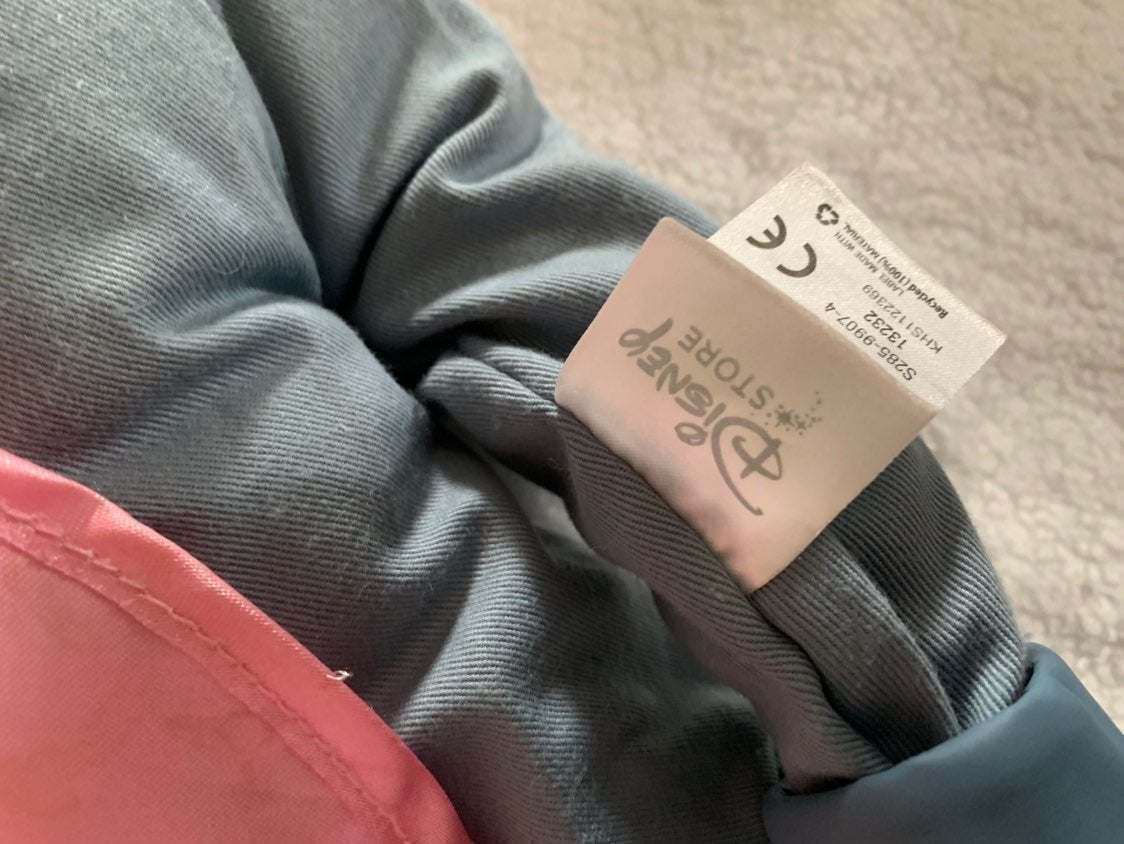 Disney
STORE
CE
LABEL MADE WITH
Recycled (100%) MATERIAL
S285-9907-4
13232
KHS1122369